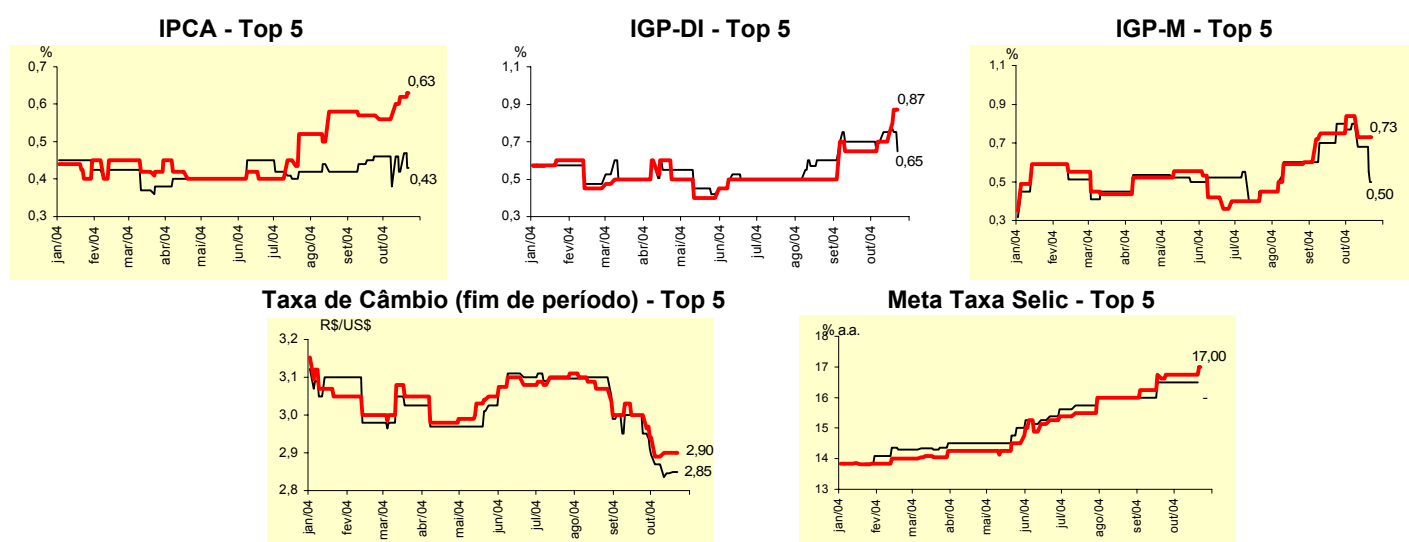 IPCA - Top 5
%
0,7
0,6
0,5
0,4
0,3
0,63
0,43
jan/04
fev/04
mar/04
abr/04
mai/04
jun/04
jul/04
ago/04
set/04
out/04
IGP-DI - Top 5
%
1,1
0,9
0,7
0,5
0,3
0,87
0,65
jan/04
fev/04
mar/04
abr/04
mai/04
jun/04
jul/04
ago/04
set/04
out/04
IGP-M - Top 5
%
1,1
0,9
0,7
0,5
0,3
0,73
0,50
jan/04
fev/04
mar/04
abr/04
mai/04
jun/04
jul/04
ago/04
set/04
out/04
Taxa de Câmbio (fim de período) - Top 5
R$/US$
3,2
3,1
3,0
2,9
2,8
2,90
2,85
jan/04
fev/04
mar/04
abr/04
mai/04
jun/04
jul/04
ago/04
set/04
out/04
Meta Taxa Selic - Top 5
% a.a.
18
17
16
15
14
13
17,00
-
jan/04
fev/04
mar/04
abr/04
mai/04
jun/04
jul/04
ago/04
set/04
out/04